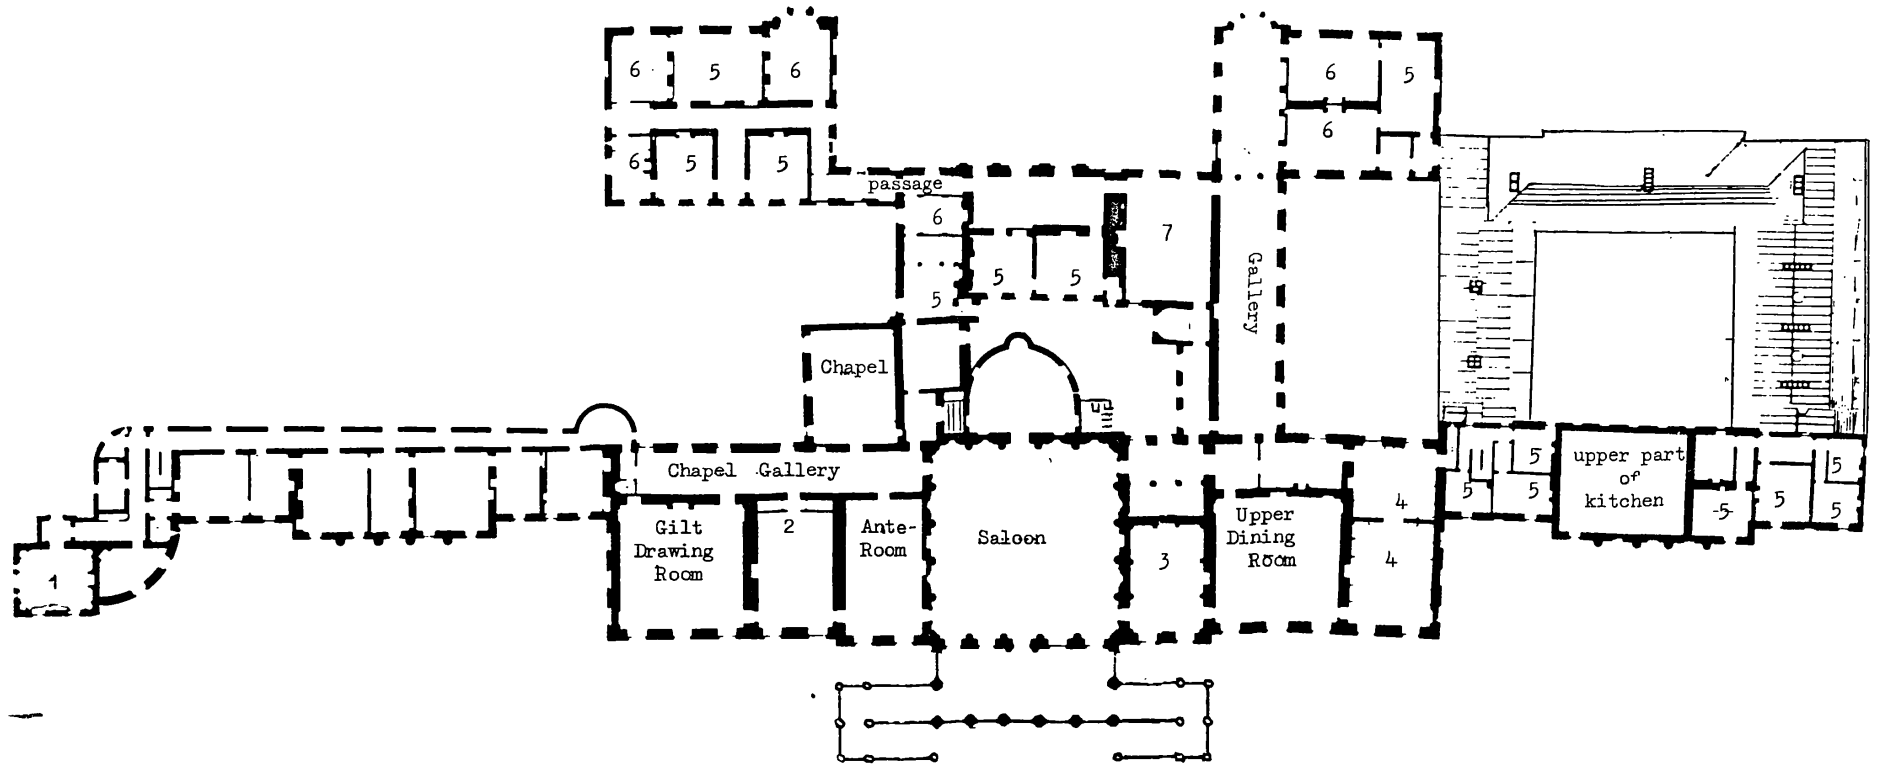 6 5 6
6 5
6
6 5 5
passage
6
7
5 5
5
Gallery
Chapel
Chapel Gallery
Gilt
Drawing
Room
2
Ante-
Room
Saloon
3
Upper
Dining
Room
4
4
5
5
5
upper part
of
kitchen
5
5
5
5
1